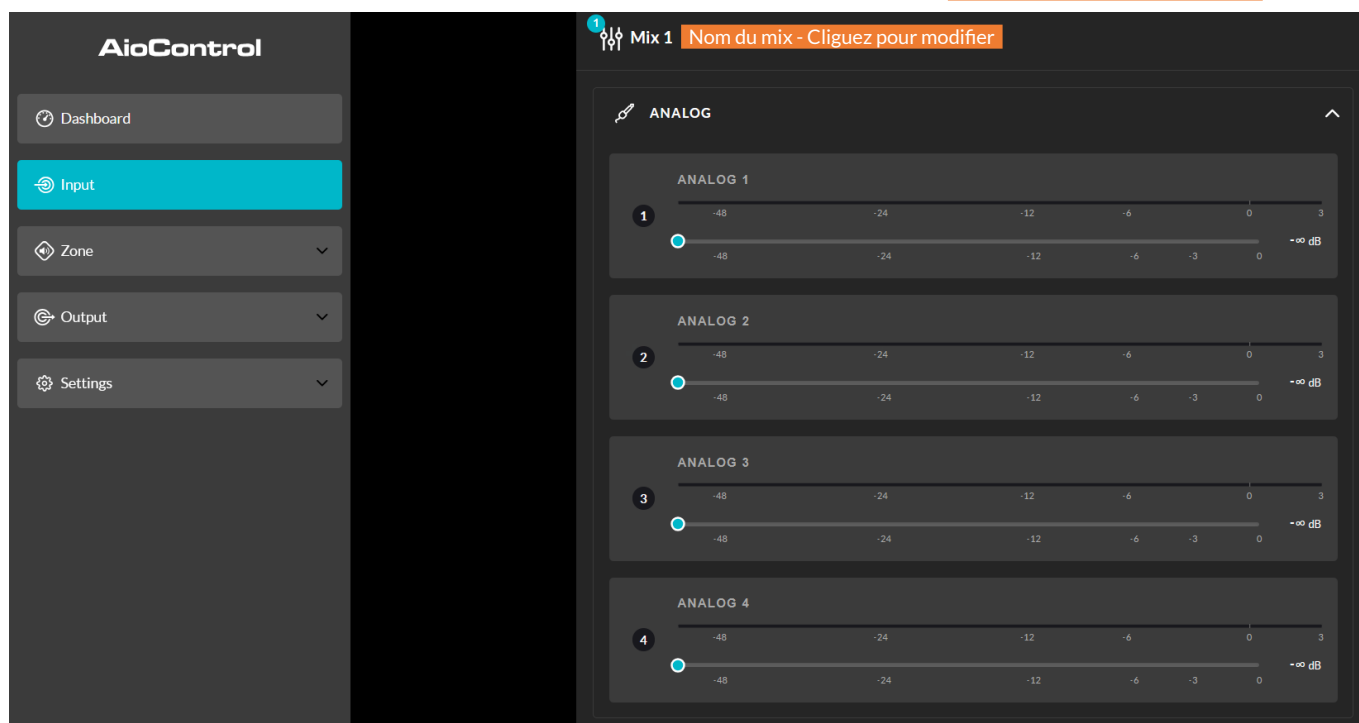 AioControl
Dashboard
Input
Zone
Output
Settings
1
Mix 1 Nom du mix - Cliguez pour modifier
ANALOG
ANALOG 1
1
-48 -24 -12 -6 0 3
-∞ dB
-48 -24 -12 -6 -3 0
ANALOG 2
2
-48 -24 -12 -6 0 3
-∞ dB
-48 -24 -12 -6 -3 0
ANALOG 3
3
-48 -24 -12 -6 0 3
-∞ dB
-48 -24 -12 -6 -3 0
ANALOG 4
4
-48 -24 -12 -6 0 3
-∞ dB
-48 -24 -12 -6 -3 0